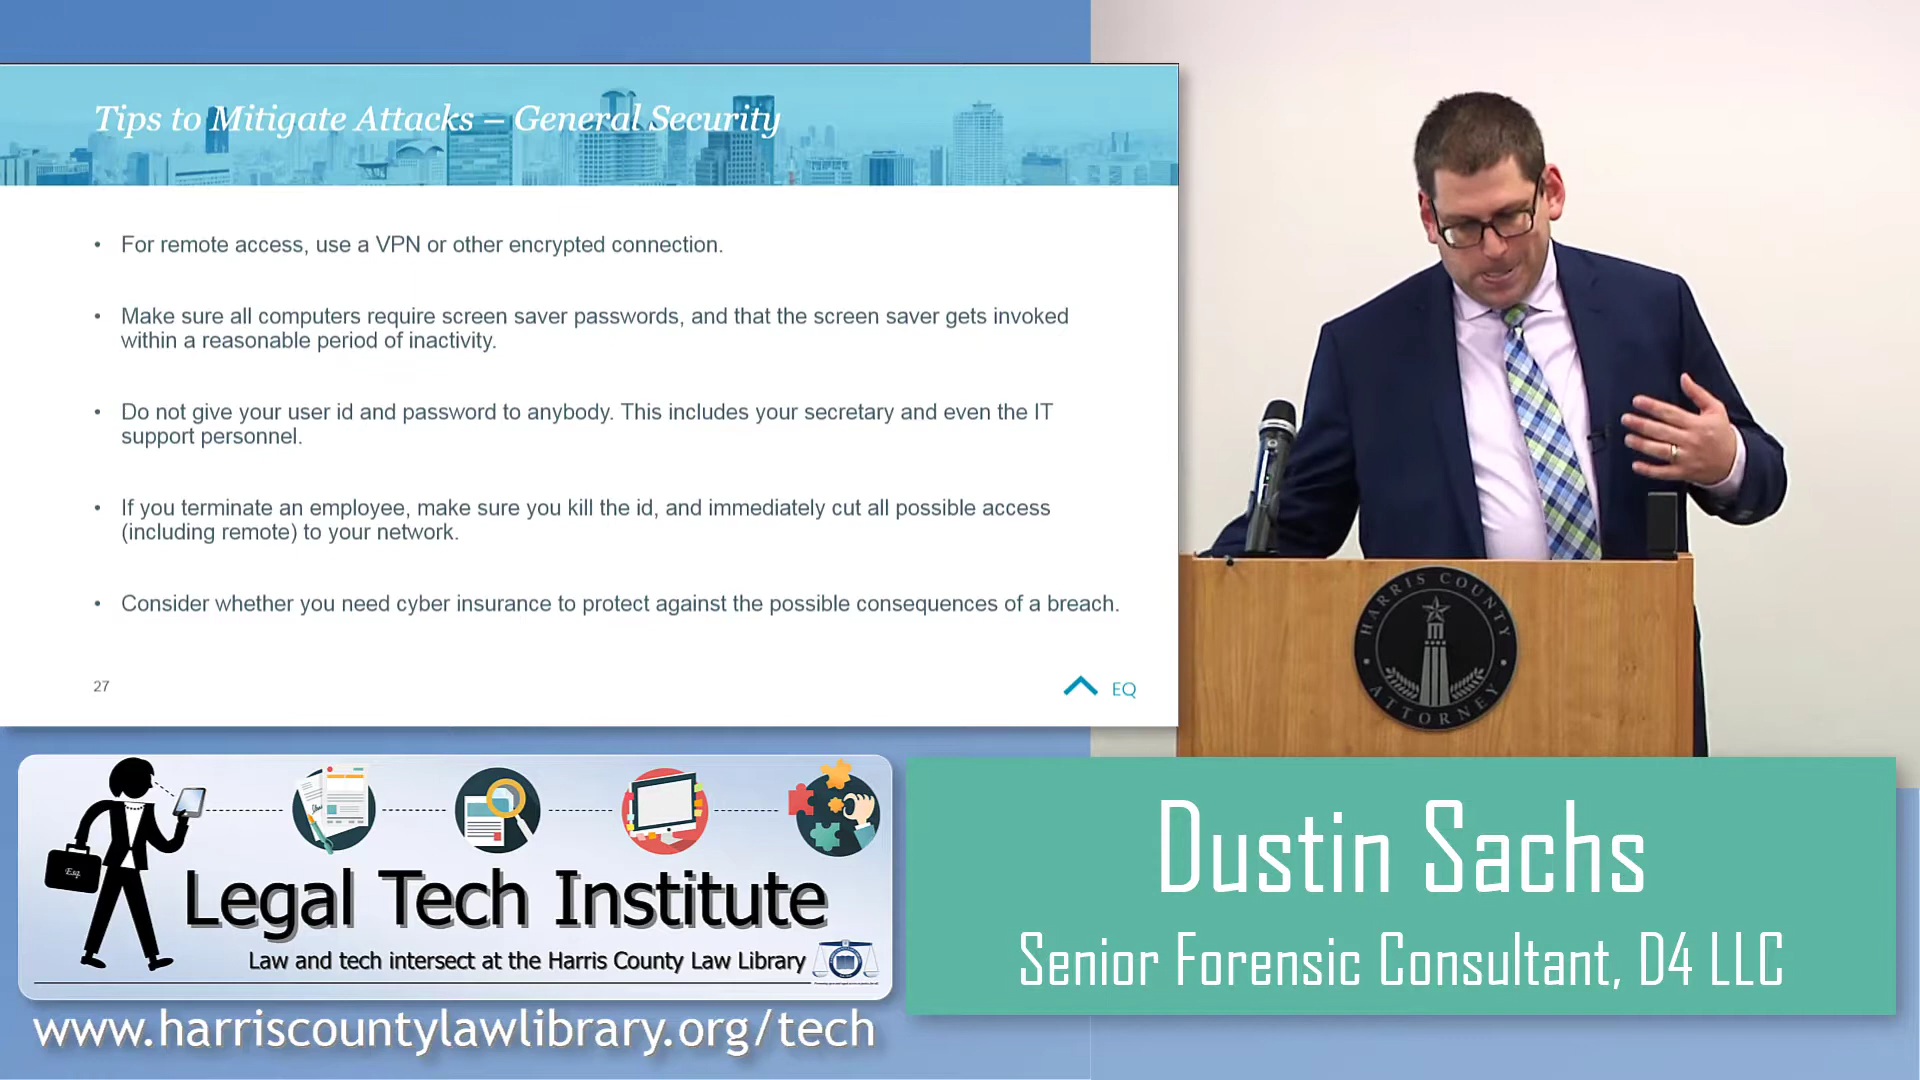 Tips to Mitigate Attacks – General Security
• For remote access, use a VPN or other encrypted connection.
• Make sure all computers require screen saver passwords, and that the screen saver gets invoked
within a reasonable period of inactivity.
• Do not give your user id and password to anybody. This includes your secretary and even the IT
support personnel.
• If you terminate an employee, make sure you kill the id, and immediately cut all possible access
(including remote) to your network.
• Consider whether you need cyber insurance to protect against the possible consequences of a breach.
27
EQ
HARRIS COUNTY
ATTORNEY
Esq.
Legal Tech Institute
Law and tech intersect at the Harris County Law Library
www.harriscountylawlibrary.org/tech
Dustin Sachs
Senior Forensic Consultant, D4 LLC